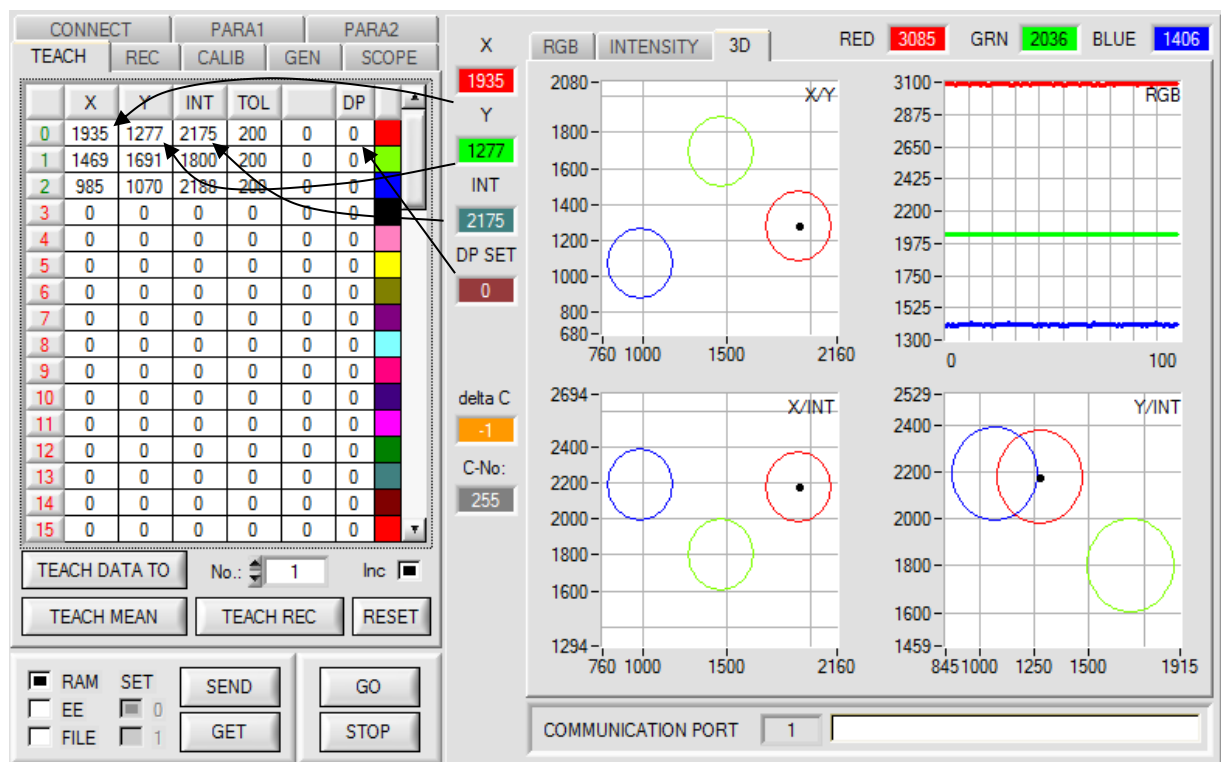 CONNECT PARA1 PARA2
TEACH REC CALIB GEN SCOPE
X Y INT TOL DP
0 1935 1277 2175 200 0 0
1 1469 1691 1800 200 0 0
2 985 1070 2188 200 0 0
3 0 0 0 0 0 0
4 0 0 0 0 0 0
5 0 0 0 0 0 0
6 0 0 0 0 0 0
7 0 0 0 0 0 0
8 0 0 0 0 0 0
9 0 0 0 0 0 0
10 0 0 0 0 0 0
11 0 0 0 0 0 0
12 0 0 0 0 0 0
13 0 0 0 0 0 0
14 0 0 0 0 0 0
15 0 0 0 0 0 0
TEACH DATA TO No.: 1 Inc
TEACH MEAN TEACH REC RESET
RAM SET SEND GO
EE 0
FILE 1 GET STOP
X
1935
Y
1277
INT
2175
DP SET
0
delta C
-1
C-No:
255
RGB INTENSITY 3D RED 3085 GRN 2036 BLUE 1406
X/Y
2080
1800
1600
1400
1200
1000
800
680
760 1000 1500 2160
RGB
3100
2875
2650
2425
2200
1975
1750
1525
1300
0 100
X/INT
2694
2400
2200
2000
1800
1600
1294
760 1000 1500 2160
Y/INT
2529
2400
2200
2000
1800
1600
1459
845 1000 1250 1500 1915
COMMUNICATION PORT 1